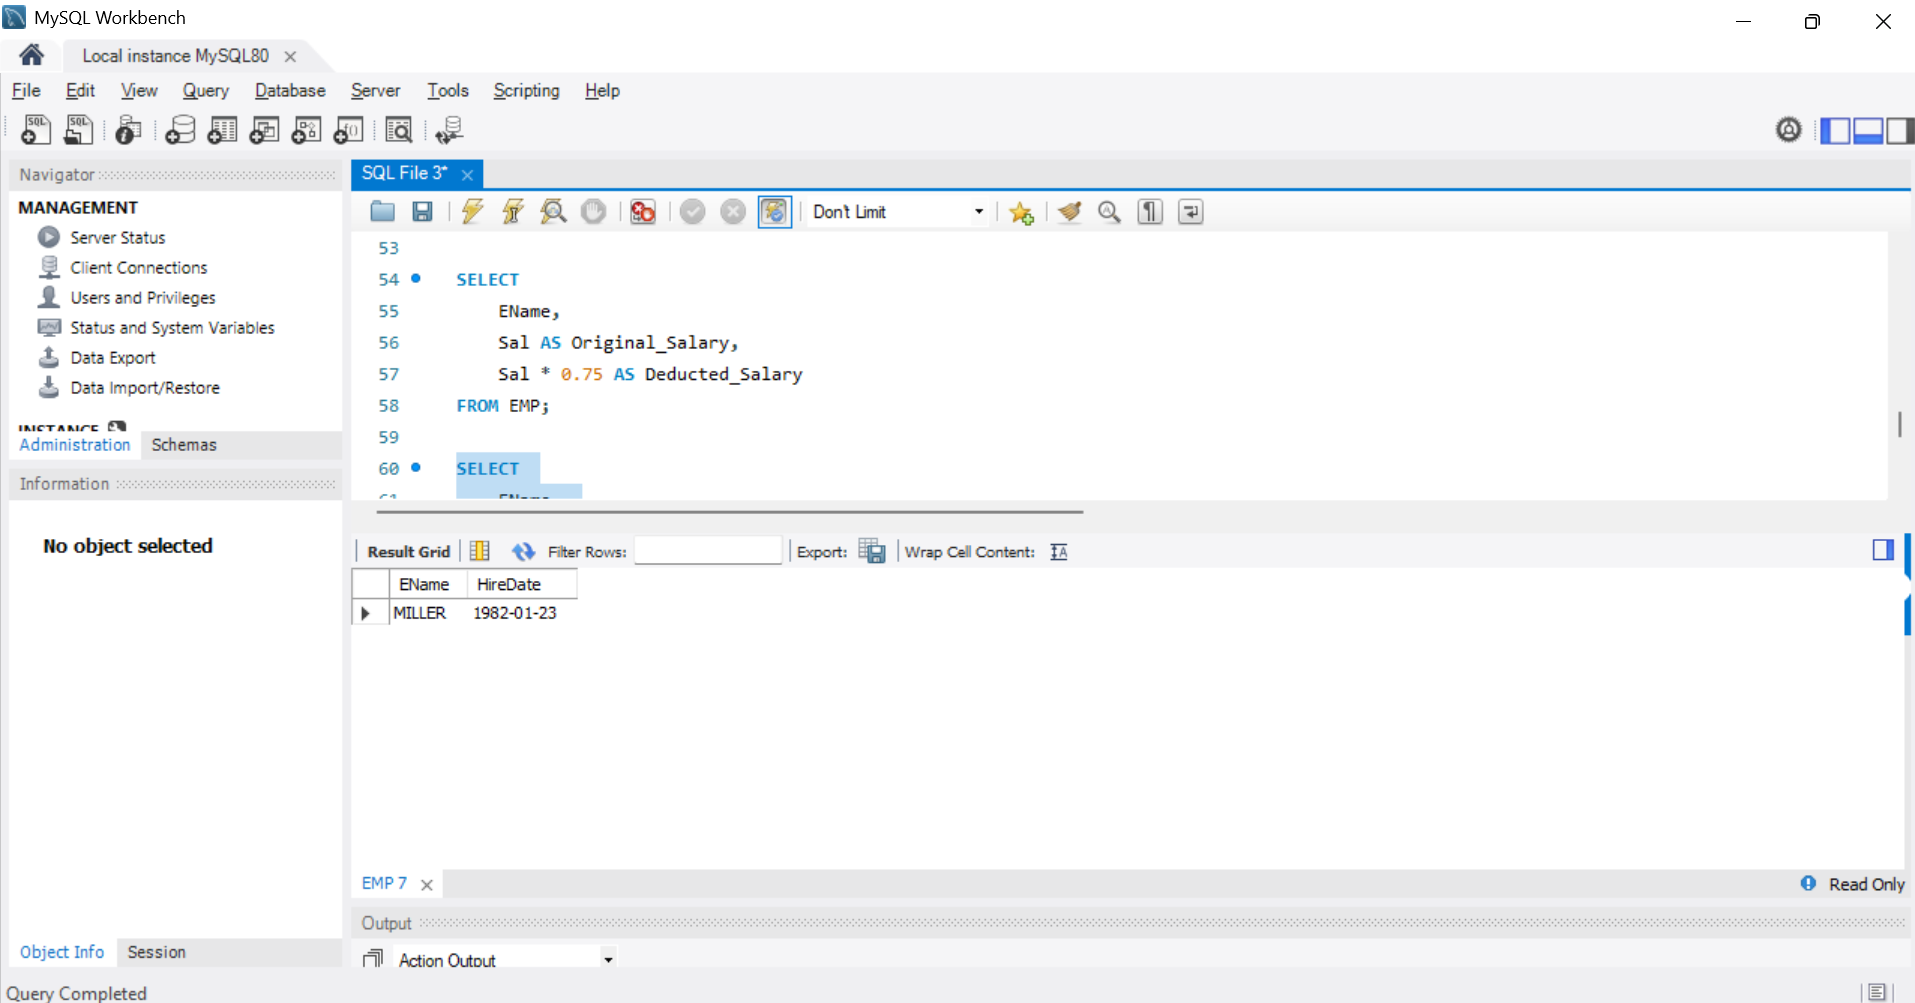 MySQL Workbench
Local instance MySQL80
File Edit View Query Database Server Tools Scripting Help
Navigator
MANAGEMENT
Server Status
Client Connections
Users and Privileges
Status and System Variables
Data Export
Data Import/Restore
INSTANCE
Administration Schemas
Information
No object selected
Object Info Session
SQL File 3*
Don't Limit
53
54 SELECT
55 EName,
56 Sal AS Original_Salary,
57 Sal * 0.75 AS Deducted_Salary
58 FROM EMP;
59
60 SELECT
61 EName
Result Grid Filter Rows: Export: Wrap Cell Content:
EName HireDate
MILLER 1982-01-23
EMP 7
Read Only
Output
Action Output
Query Completed